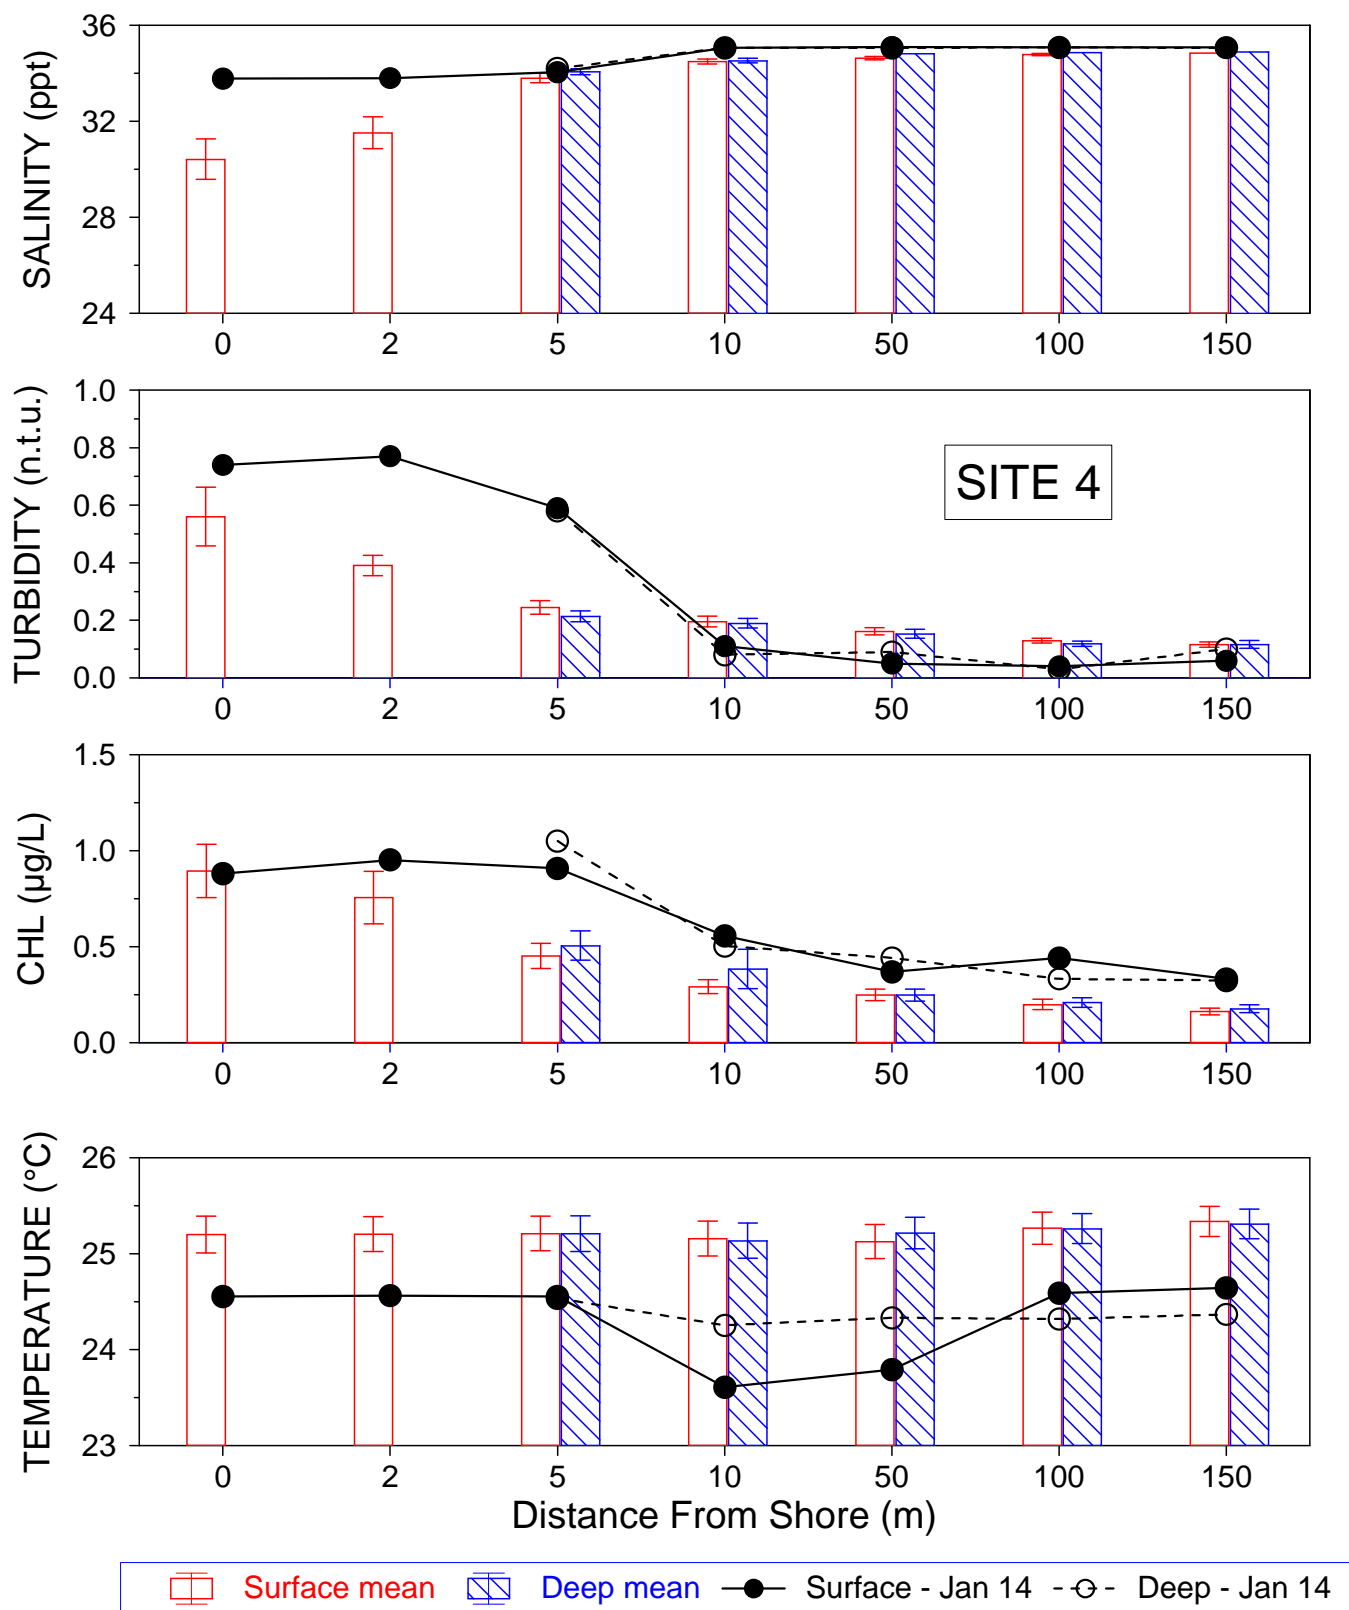 SALINITY (ppt)
36
32
28
24
0 2 5 10 50 100 150
TURBIDITY (n.t.u.)
1.0
0.8
0.6
0.4
0.2
0.0
SITE 4
0 2 5 10 50 100 150
CHL (µg/L)
1.5
1.0
0.5
0.0
0 2 5 10 50 100 150
TEMPERATURE (°C)
26
25
24
23
0 2 5 10 50 100 150
Distance From Shore (m)
Surface mean Deep mean Surface - Jan 14 Deep - Jan 14